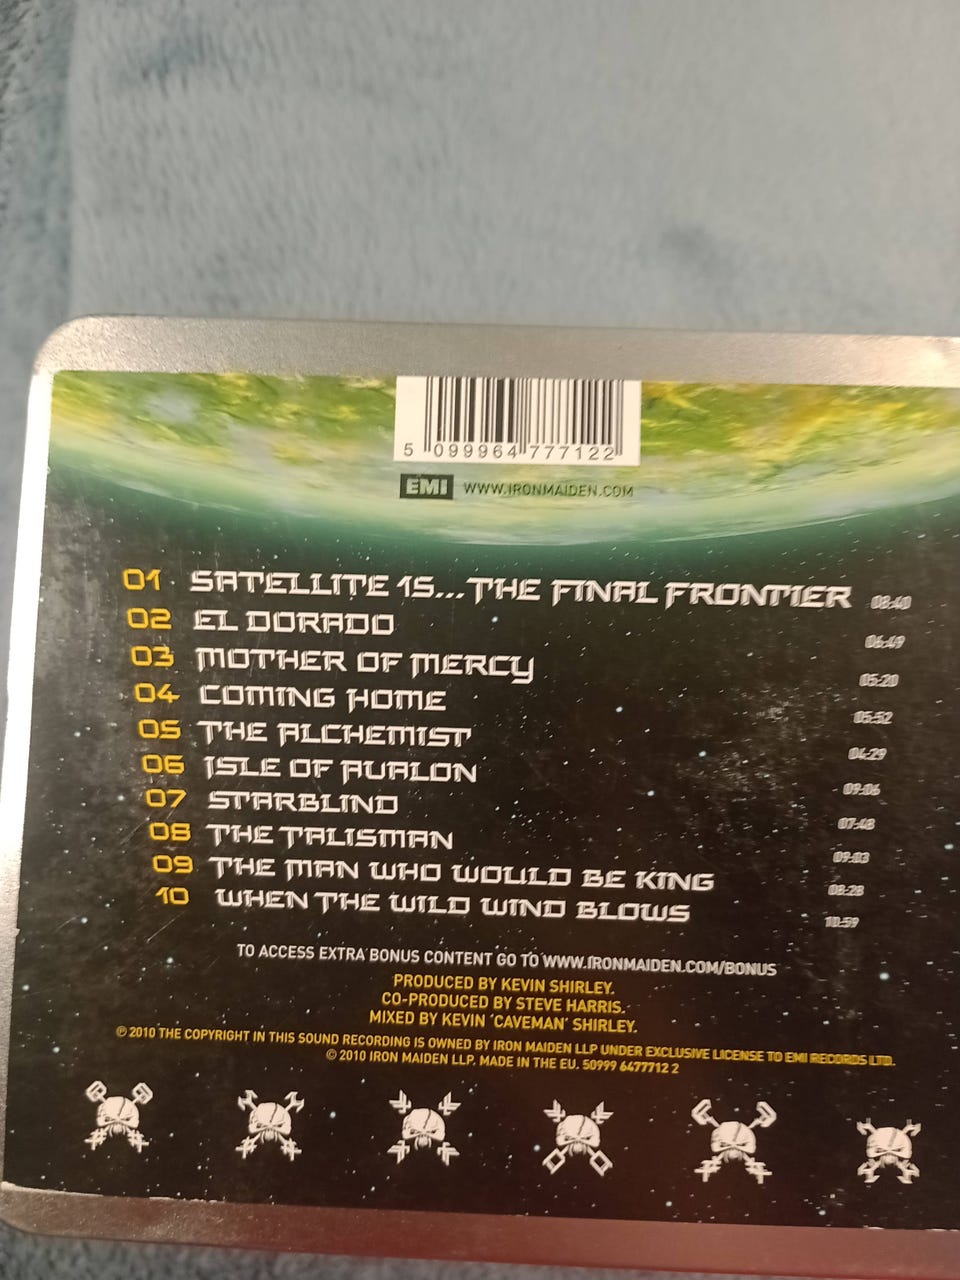 5 099964 777122
EMI WWW.IRONMAIDEN.COM
01 SATELLITE 15...THE FINAL FRONTIER 08:40
02 EL DORADO 06:49
03 MOTHER OF MERCY 05:20
04 COMING HOME 05:52
05 THE ALCHEMIST 04:29
06 ISLE OF AVALON 09:06
07 STARBLIND 07:48
08 THE TALISMAN 09:03
09 THE MAN WHO WOULD BE KING 08:28
10 WHEN THE WILD WIND BLOWS 10:59
TO ACCESS EXTRA BONUS CONTENT GO TO WWW.IRONMAIDEN.COM/BONUS
PRODUCED BY KEVIN SHIRLEY.
CO-PRODUCED BY STEVE HARRIS.
MIXED BY KEVIN 'CAVEMAN' SHIRLEY.
℗ 2010 THE COPYRIGHT IN THIS SOUND RECORDING IS OWNED BY IRON MAIDEN LLP UNDER EXCLUSIVE LICENSE TO EMI RECORDS LTD.
© 2010 IRON MAIDEN LLP. MADE IN THE EU. 50999 6477712 2